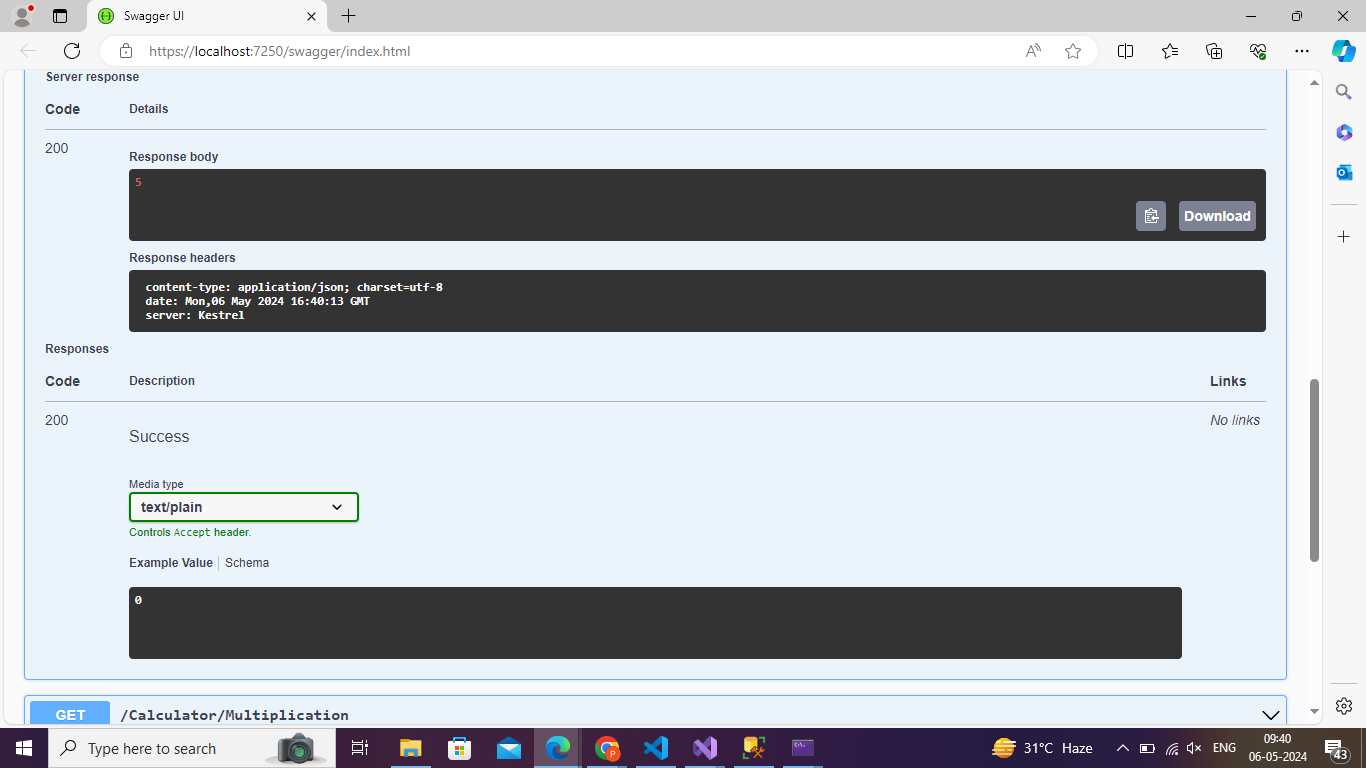 Swagger UI
https://localhost:7250/swagger/index.html
Server response
Code Details
200
Response body
5
Download
Response headers
content-type: application/json; charset=utf-8
date: Mon,06 May 2024 16:40:13 GMT
server: Kestrel
Responses
Code Description Links
200 No links
Success
Media type
text/plain
Controls Accept header.
Example Value Schema
0
GET /Calculator/Multiplication
Type here to search
31°C Haze
ENG
09:40
06-05-2024
43